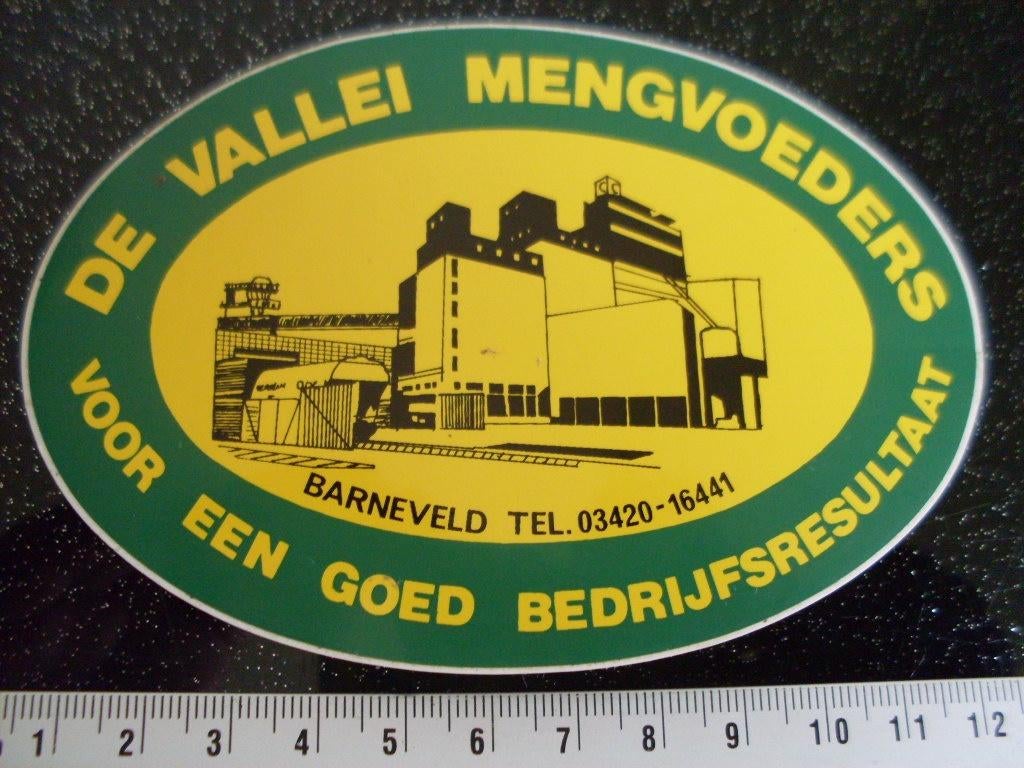 DE VALLEI MENGVOEDERS
BARNEVELD TEL. 03420-16441
VOOR EEN GOED BEDRIJFSRESULTAAT
1 2 3 4 5 6 7 8 9 10 11 12